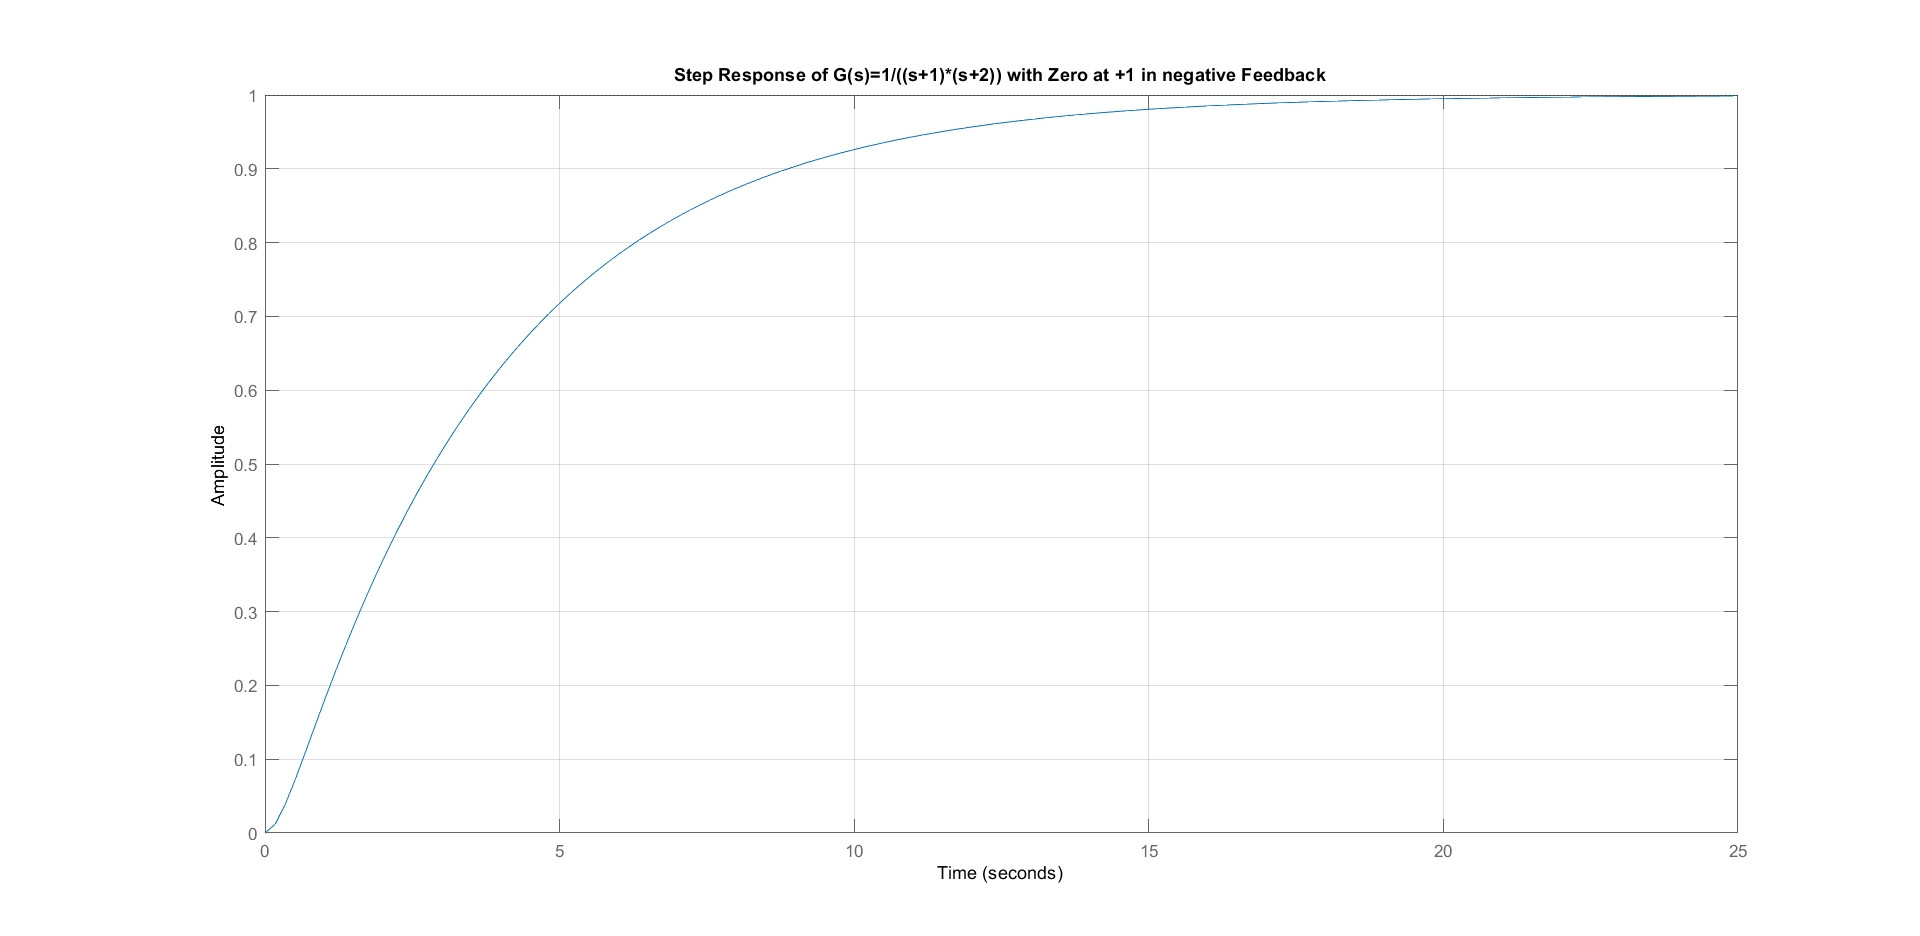 Step Response of G(s)=1/((s+1)*(s+2)) with Zero at +1 in negative Feedback
1
0.9
0.8
0.7
0.6
0.5
0.4
0.3
0.2
0.1
0
Amplitude
0 5 10 15 20 25
Time (seconds)